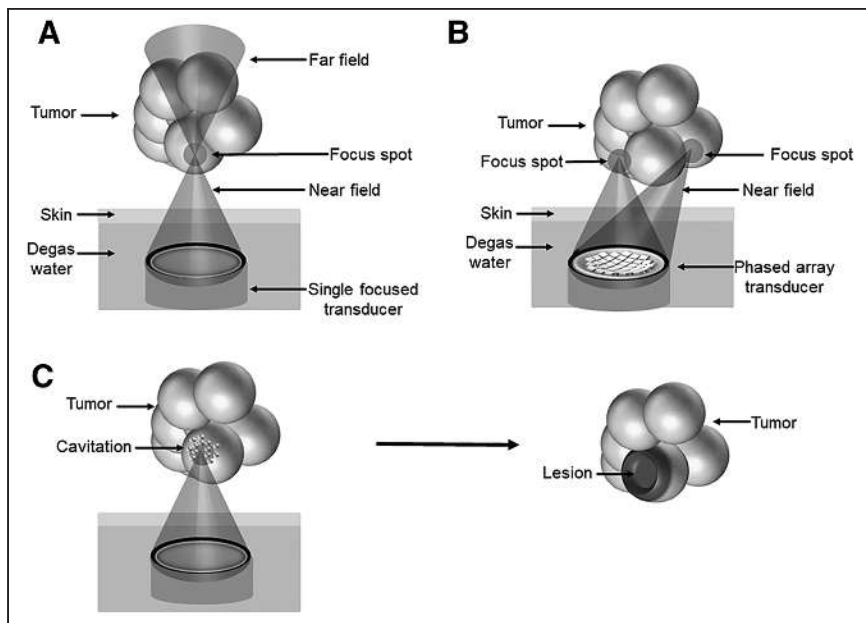 A
Far field
Tumor
Focus spot
Near field
Skin
Degas
water
Single focused
transducer
B
Tumor
Focus spot
Focus spot
Near field
Skin
Degas
water
Phased array
transducer
C
Tumor
Cavitation
Tumor
Lesion